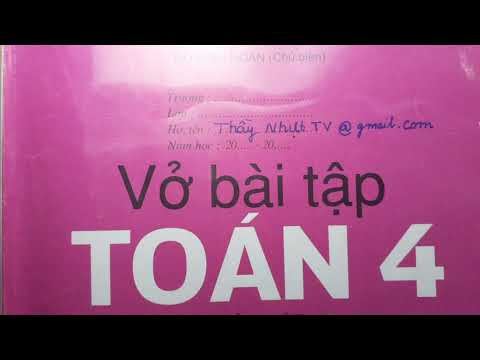 TOÁN (Chủ biên)
Trường : ........................
Lớp : ........................
Họ tên : Thầy Nhựt TV @ gmail.com
Năm học : 20..... - 20.....
Vở bài tập
TOÁN 4